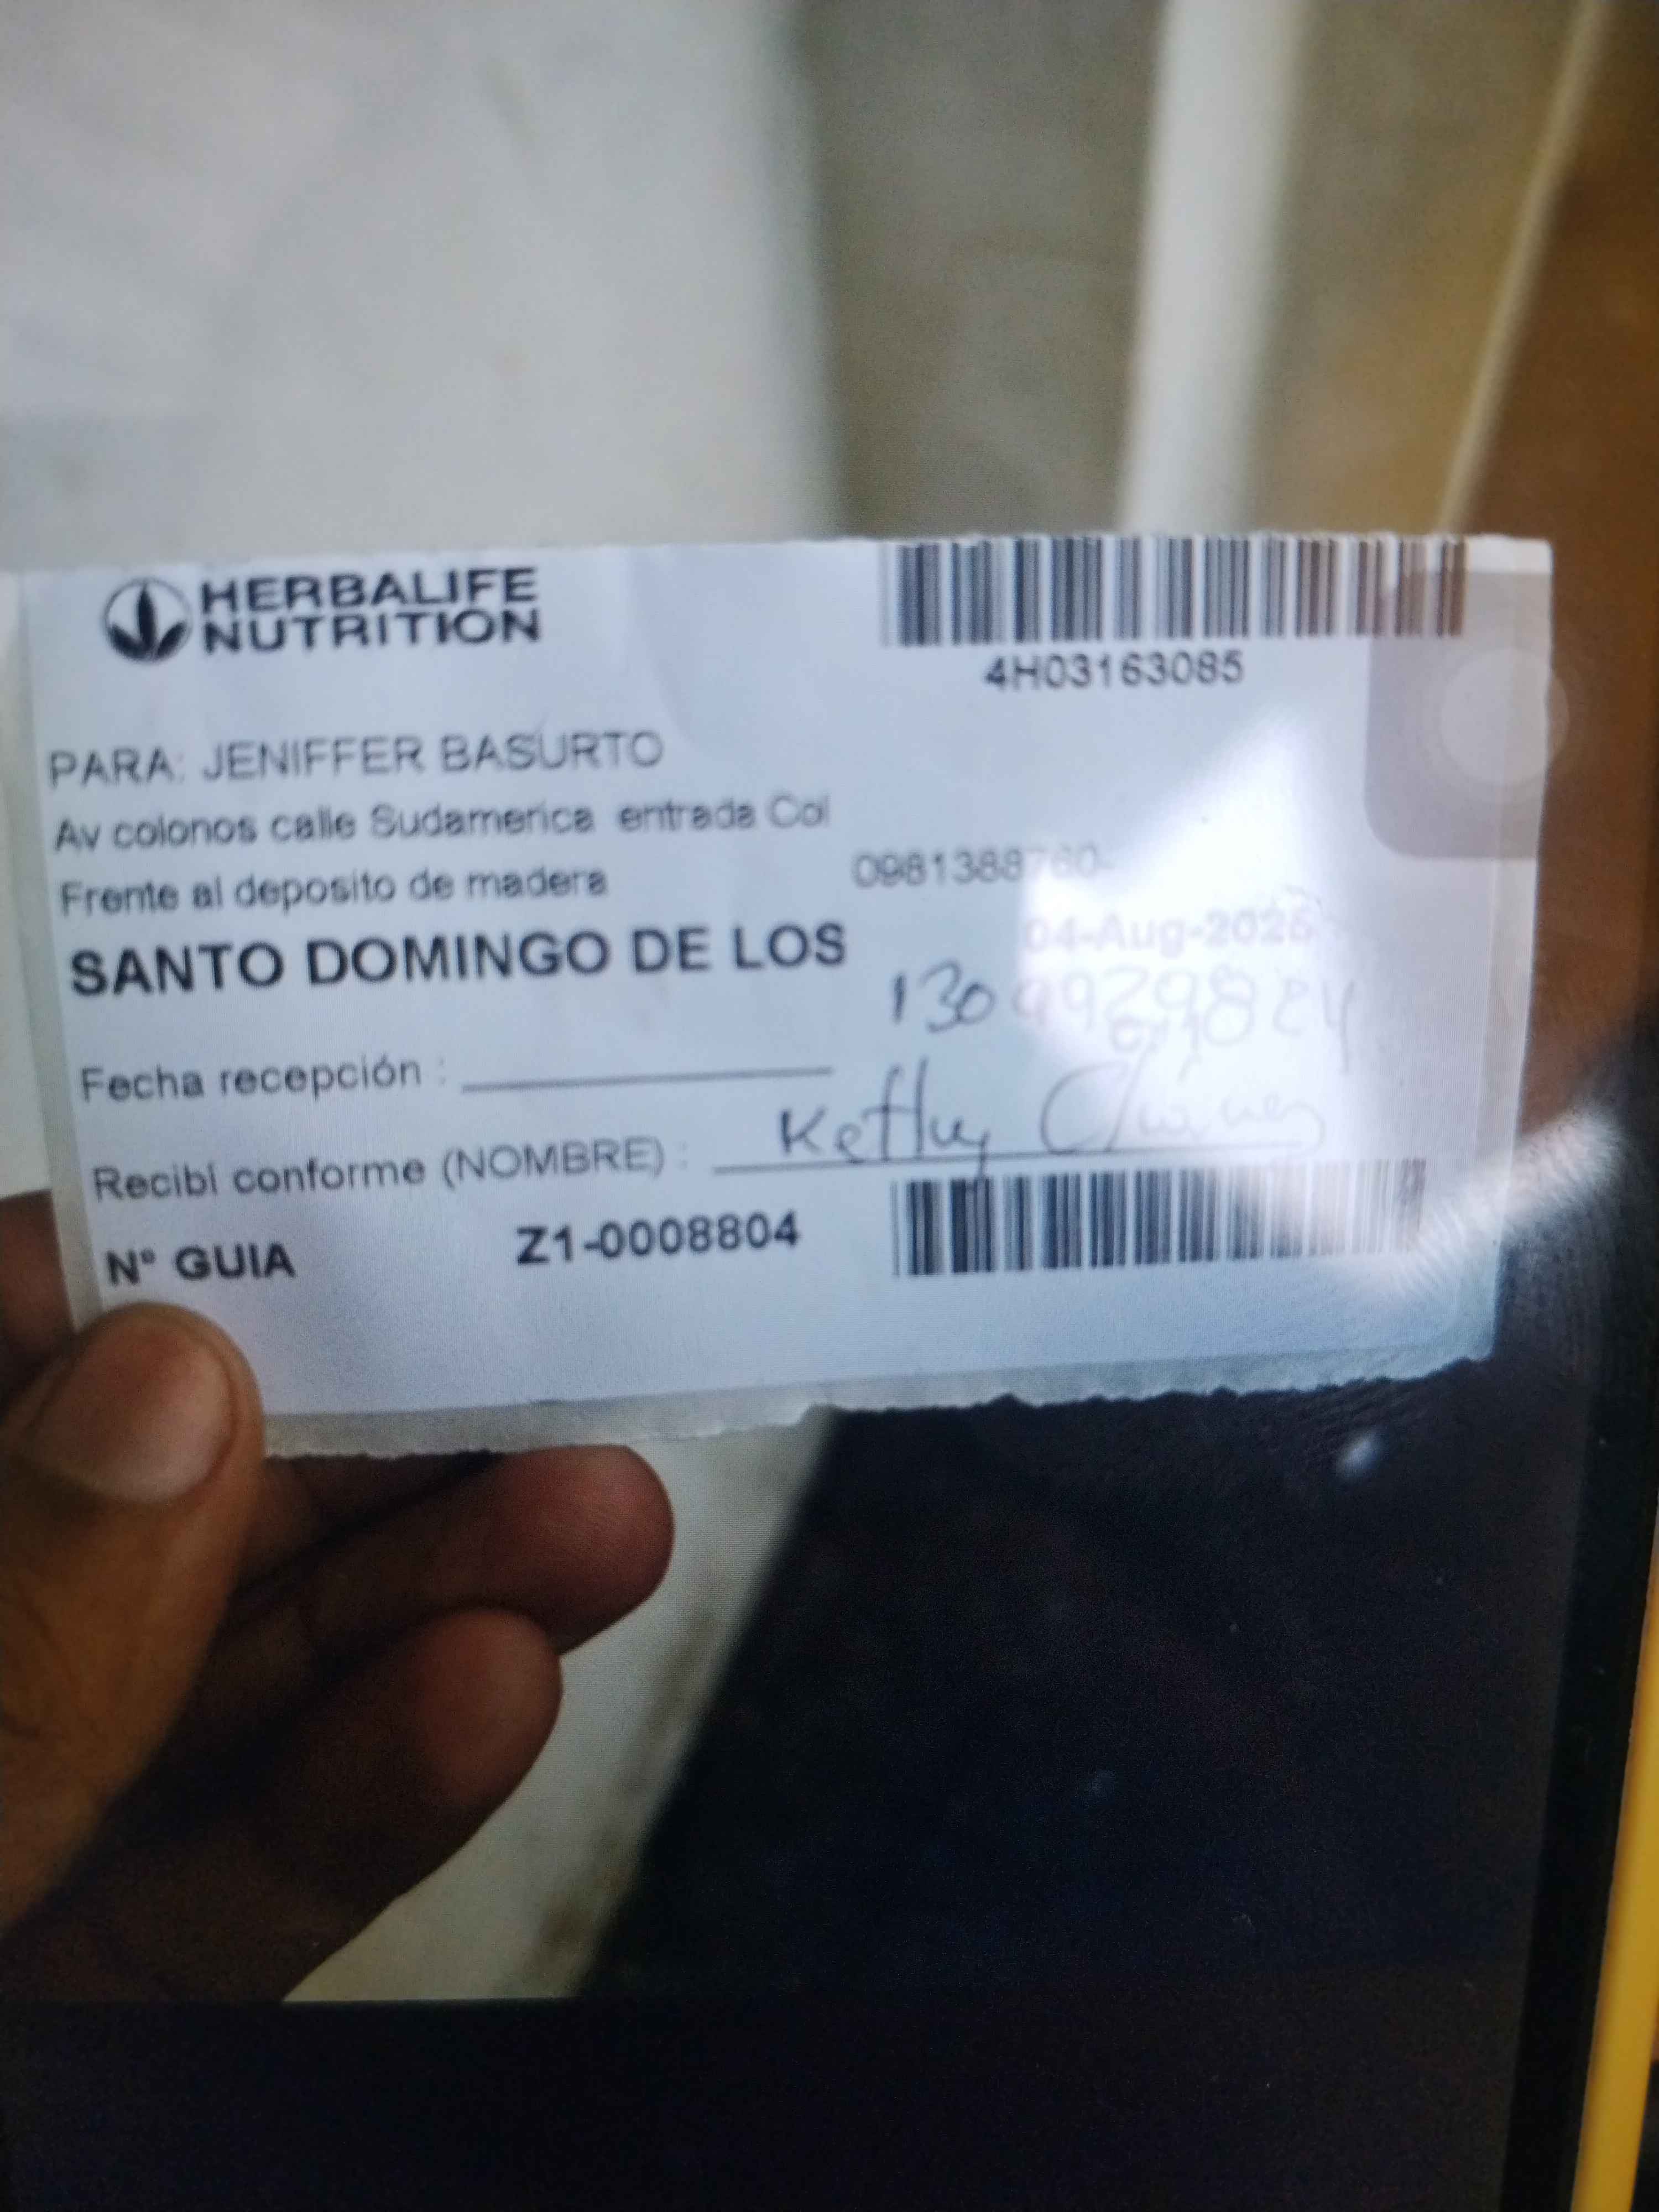 HERBALIFE
NUTRITION
4H03163085
PARA: JENIFFER BASURTO
Av colonos calle Sudamerica entrada Col
Frente al deposito de madera
SANTO DOMINGO DE LOS
Fecha recepción :
Recibí conforme (NOMBRE) :
N° GUIA Z1-0008804